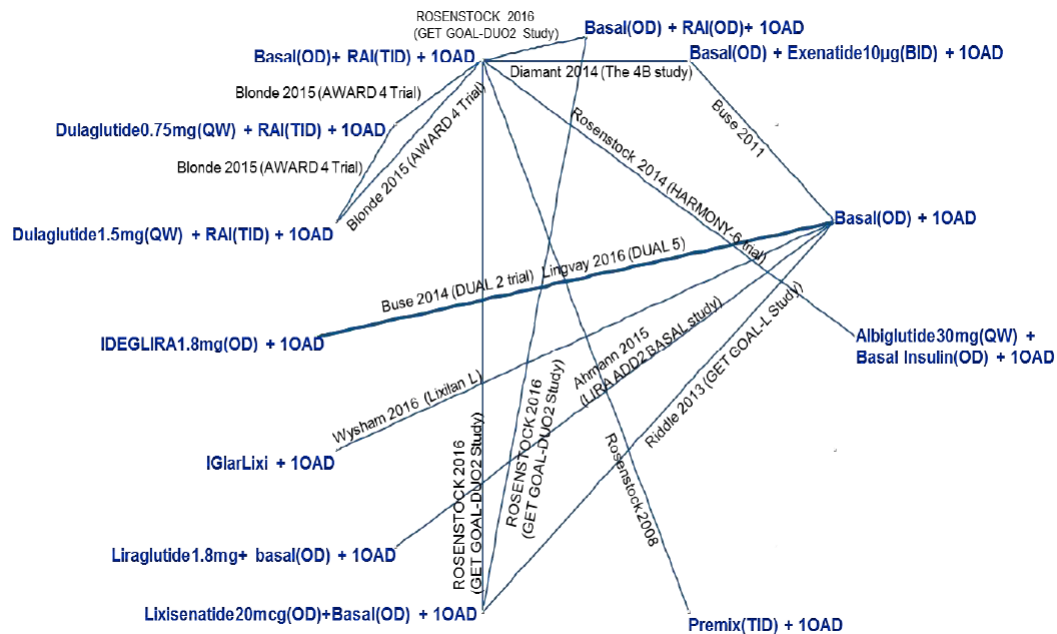 ROSENSTOCK 2016
(GET GOAL-DUO2 Study)
Basal(OD) + RAI(OD)+ 1OAD
Basal(OD)+ RAI(TID) + 1OAD
Basal(OD) + Exenatide10µg(BID) + 1OAD
Diamant 2014 (The 4B study)
Blonde 2015 (AWARD 4 Trial)
Dulaglutide0.75mg(QW) + RAI(TID) + 1OAD
Blonde 2015 (AWARD 4 Trial)
Blonde 2015 (AWARD 4 Trial)
Rosenstock 2014 (HARMONY-6 trial)
Buse 2011
Dulaglutide1.5mg(QW) + RAI(TID) + 1OAD
Basal(OD) + 1OAD
Buse 2014 (DUAL 2 trial)
Lingvay 2016 (DUAL 5)
IDEGLIRA1.8mg(OD) + 1OAD
Albiglutide30mg(QW) +
Basal Insulin(OD) + 1OAD
Wysham 2016 (Lixilan L)
Ahmann 2015
(LIRA ADD2 BASAL study)
Riddle 2013 (GET GOAL-L Study)
IGlarLixi + 1OAD
ROSENSTOCK 2016
(GET GOAL-DUO2 Study)
ROSENSTOCK 2016
(GET GOAL-DUO2 Study)
Rosenstock 2008
Liraglutide1.8mg+ basal(OD) + 1OAD
Lixisenatide20mcg(OD)+Basal(OD) + 1OAD
Premix(TID) + 1OAD